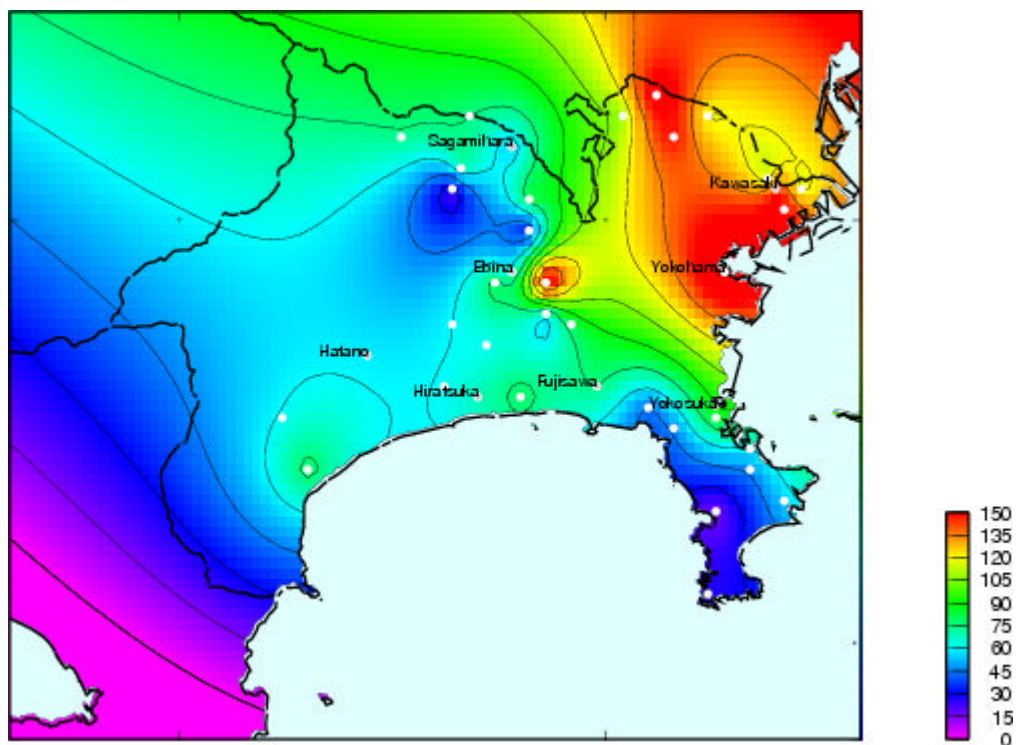 Sagamihara
Kawasaki
Ebina
Yokohama
Hatano
Hiratsuka
Fujisawa
Yokosuka
150
135
120
105
90
75
60
45
30
15
0